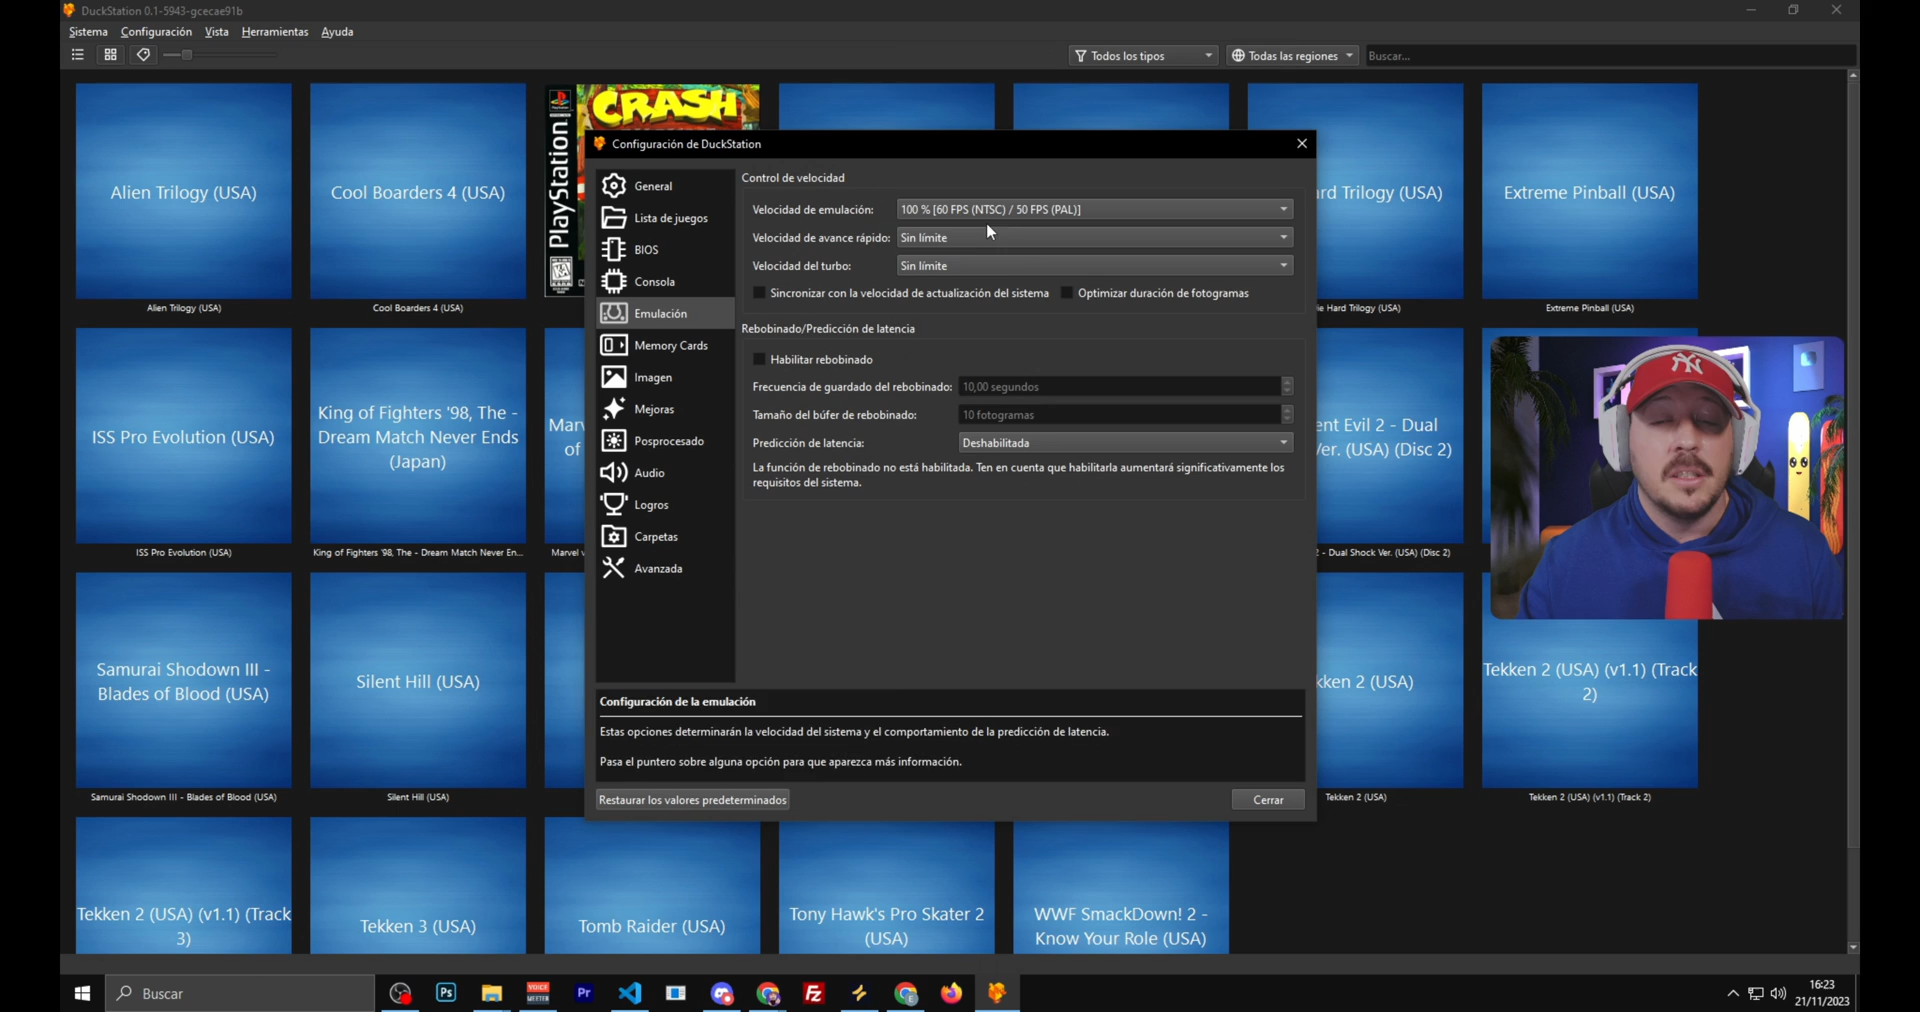 DuckStation 0.1-5943-gcecae91b
Sistema Configuración Vista Herramientas Ayuda
Todos los tipos
Todas las regiones
Buscar...
Alien Trilogy (USA)
Alien Trilogy (USA)
Cool Boarders 4 (USA)
Cool Boarders 4 (USA)
PlayStation
CRASH
rd Trilogy (USA)
ie Hard Trilogy (USA)
Extreme Pinball (USA)
Extreme Pinball (USA)
Configuración de DuckStation
General
Lista de juegos
BIOS
Consola
Emulación
Memory Cards
Imagen
Mejoras
Posprocesado
Audio
Logros
Carpetas
Avanzada
Control de velocidad
Velocidad de emulación: 100 % [60 FPS (NTSC) / 50 FPS (PAL)]
Velocidad de avance rápido: Sin límite
Velocidad del turbo: Sin límite
Sincronizar con la velocidad de actualización del sistema
Optimizar duración de fotogramas
Rebobinado/Predicción de latencia
Habilitar rebobinado
Frecuencia de guardado del rebobinado: 10,00 segundos
Tamaño del búfer de rebobinado: 10 fotogramas
Predicción de latencia: Deshabilitada
La función de rebobinado no está habilitada. Ten en cuenta que habilitarla aumentará significativamente los
requisitos del sistema.
Configuración de la emulación
Estas opciones determinarán la velocidad del sistema y el comportamiento de la predicción de latencia.
Pasa el puntero sobre alguna opción para que aparezca más información.
Restaurar los valores predeterminados
Cerrar
ISS Pro Evolution (USA)
ISS Pro Evolution (USA)
King of Fighters '98, The -
Dream Match Never Ends
(Japan)
King of Fighters '98, The - Dream Match Never En...
Marv
of
Marvel v
ent Evil 2 - Dual
Ver. (USA) (Disc 2)
2 - Dual Shock Ver. (USA) (Disc 2)
Samurai Shodown III -
Blades of Blood (USA)
Samurai Shodown III - Blades of Blood (USA)
Silent Hill (USA)
Silent Hill (USA)
kken 2 (USA)
Tekken 2 (USA)
Tekken 2 (USA) (v1.1) (Track
2)
Tekken 2 (USA) (v1.1) (Track 2)
Tekken 2 (USA) (v1.1) (Track
3)
Tekken 3 (USA)
Tomb Raider (USA)
Tony Hawk's Pro Skater 2
(USA)
WWF SmackDown! 2 -
Know Your Role (USA)
Buscar
Ps
VOICE
MEETER
Pr
Fz
16:23
21/11/2023